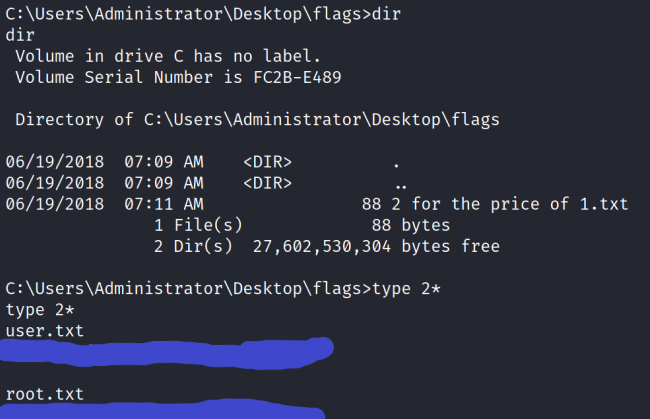 C:\Users\Administrator\Desktop\flags>dir
dir
Volume in drive C has no label.
Volume Serial Number is FC2B-E489
Directory of C:\Users\Administrator\Desktop\flags
06/19/2018 07:09 AM <DIR> .
06/19/2018 07:09 AM <DIR> ..
06/19/2018 07:11 AM 88 2 for the price of 1.txt
1 File(s) 88 bytes
2 Dir(s) 27,602,530,304 bytes free
C:\Users\Administrator\Desktop\flags>type 2*
type 2*
user.txt
root.txt